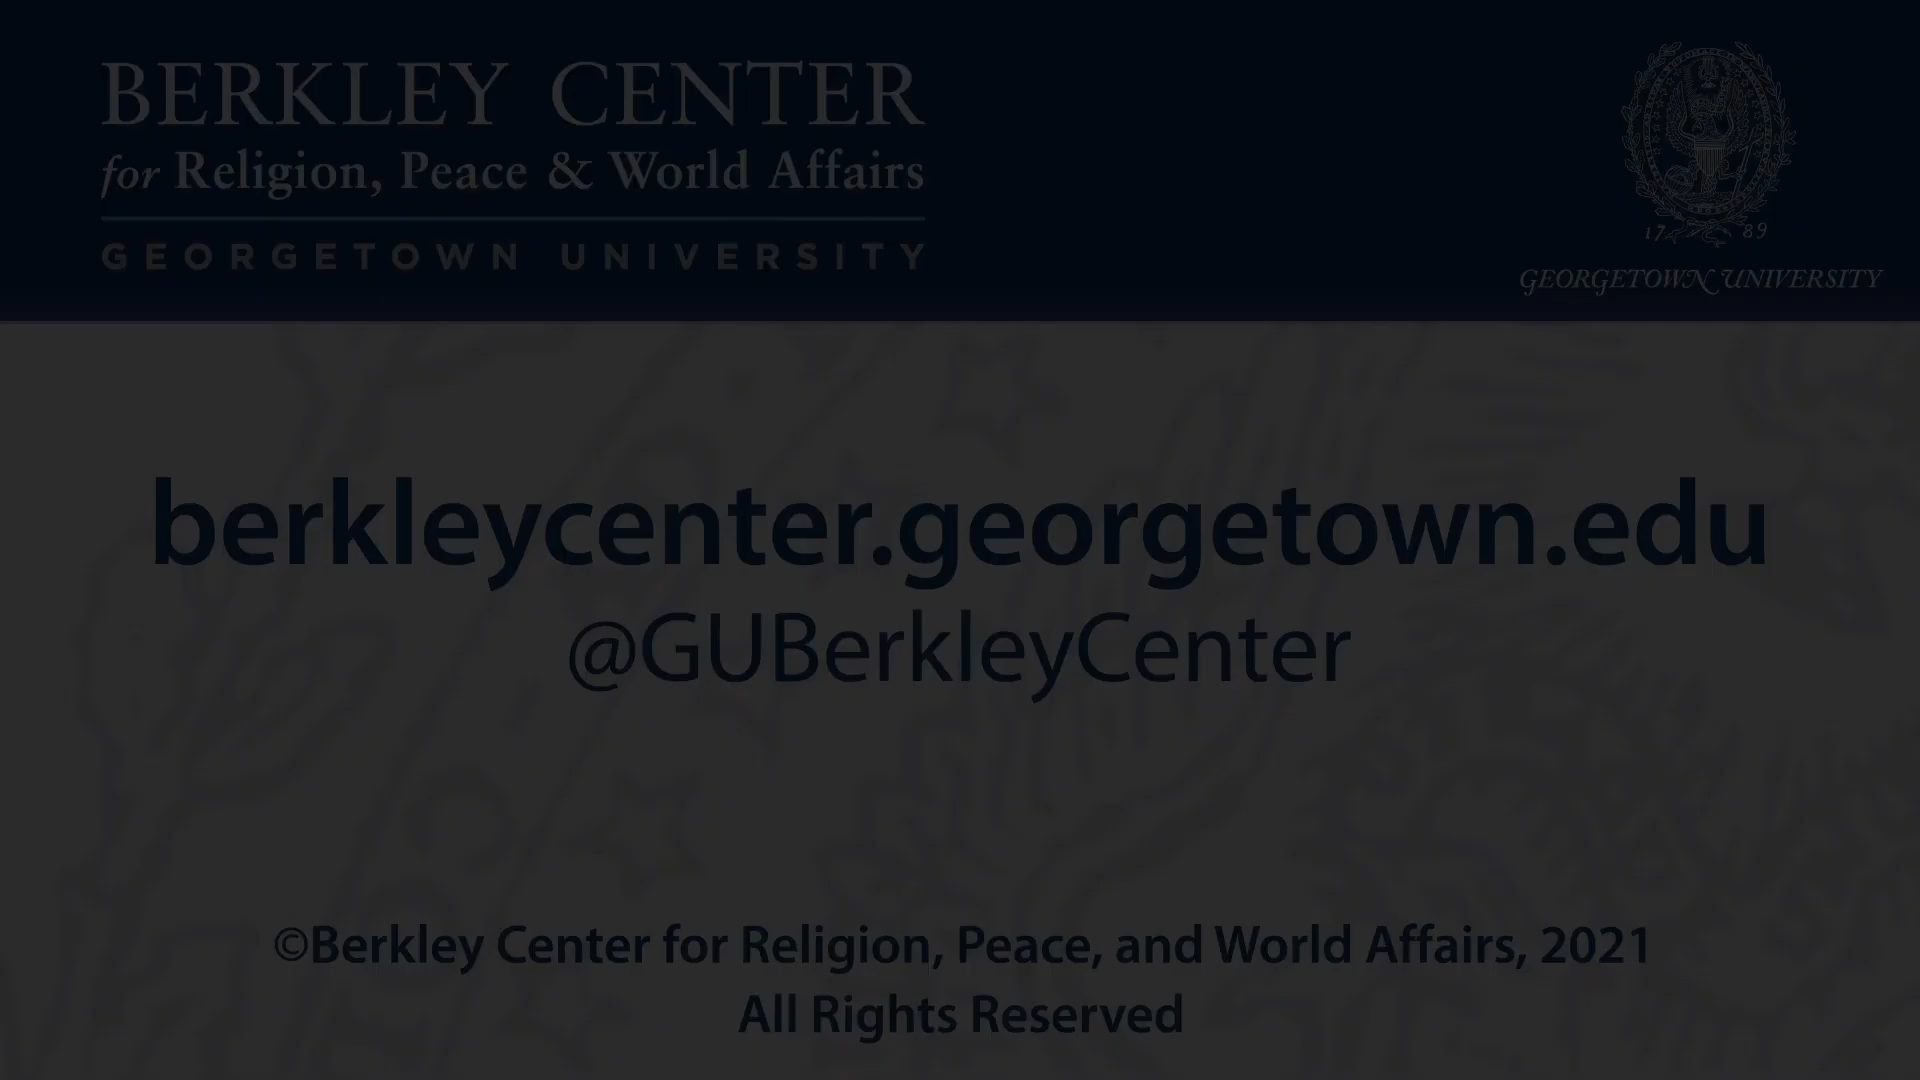 BERKLEY CENTER
for Religion, Peace & World Affairs
GEORGETOWN UNIVERSITY
17 89
GEORGETOWN UNIVERSITY
berkleycenter.georgetown.edu
@GUBerkleyCenter
©Berkley Center for Religion, Peace, and World Affairs, 2021
All Rights Reserved